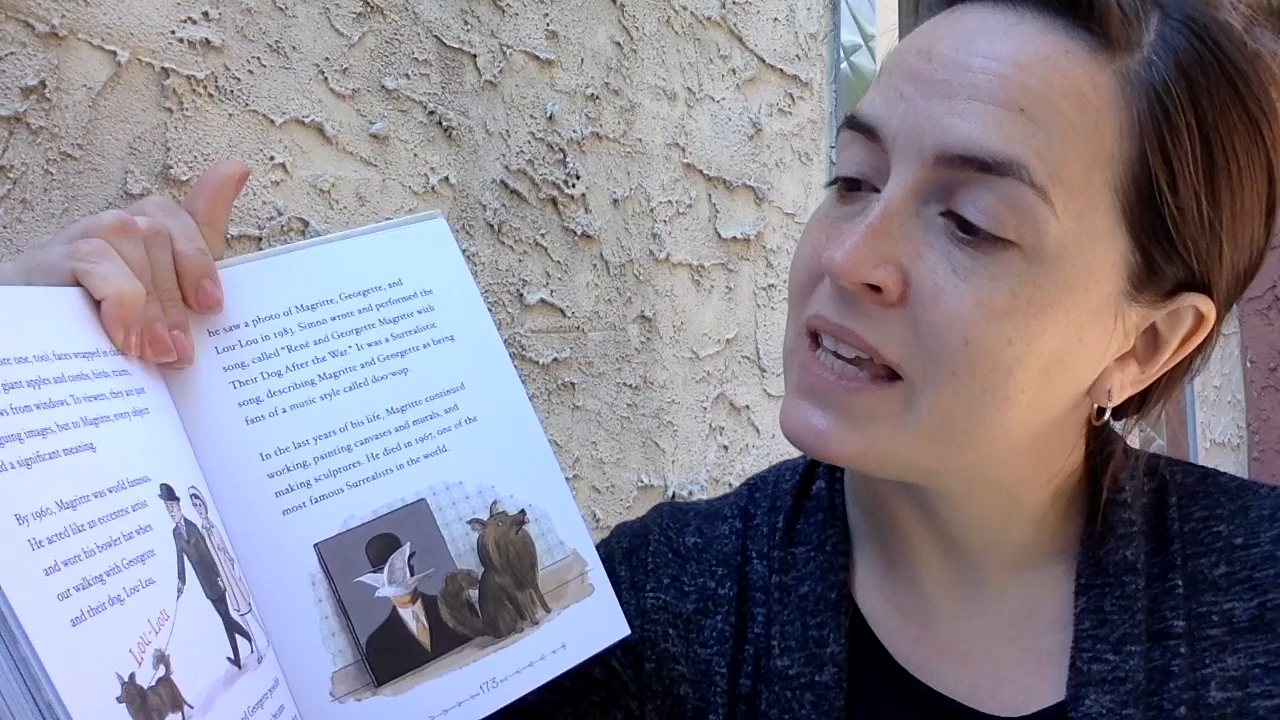 one, too), faces wrapped in
giant apples and combs, birds, trains,
from windows. To viewers, they are just
images, but to Magritte, every object
a significant meaning.
By 1960, Magritte was world famous.
He acted like an eccentric artist
and wore his bowler hat when
out walking with Georgette
and their dog, Lou-Lou.
LOU-LOU
he saw a photo of Magritte, Georgette, and
Lou-Lou in 1983. Simon wrote and performed the
song, called "René and Georgette Magritte with
Their Dog After the War." It was a Surrealistic
song, describing Magritte and Georgette as being
fans of a music style called doo-wop.
In the last years of his life, Magritte continued
working, painting canvases and murals, and
making sculptures. He died in 1967, one of the
most famous Surrealists in the world.
173